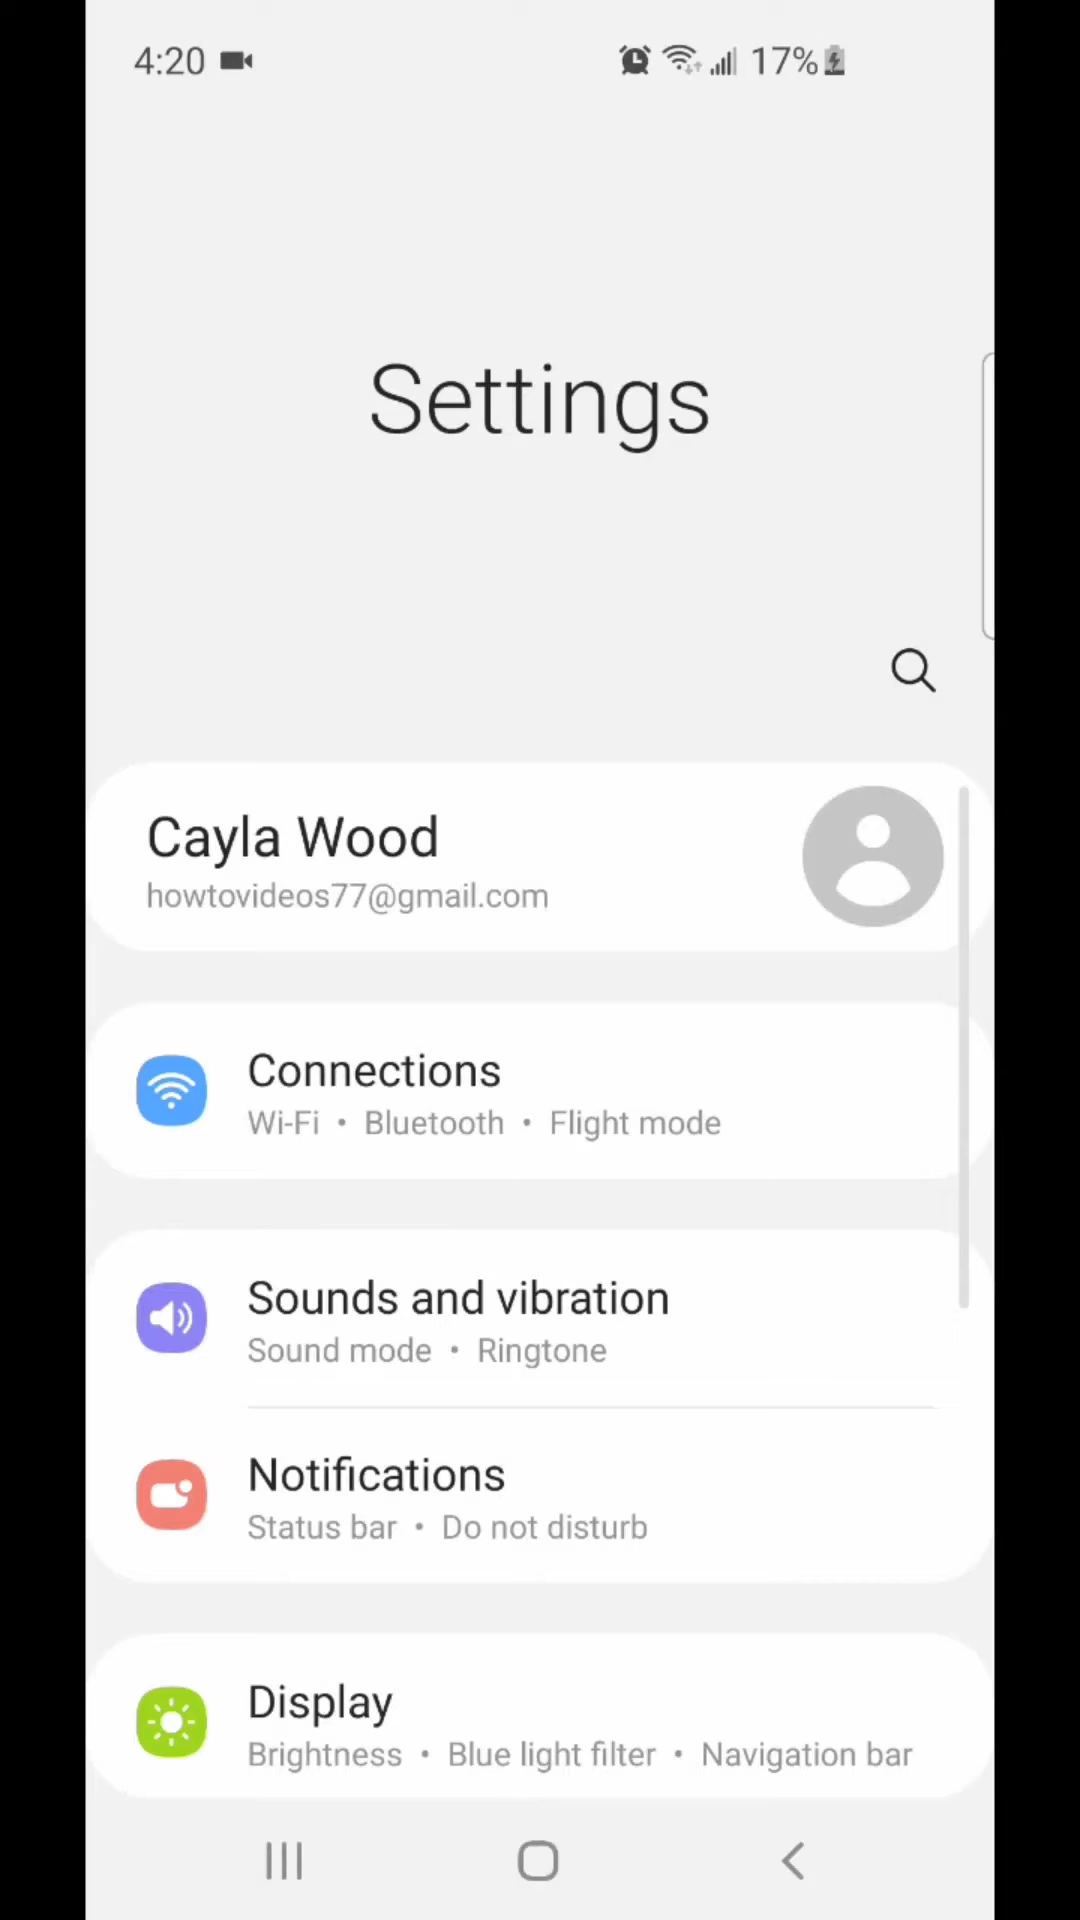 4:20 17%
Settings
Cayla Wood
howtovideos77@gmail.com
Connections
Wi-Fi • Bluetooth • Flight mode
Sounds and vibration
Sound mode • Ringtone
Notifications
Status bar • Do not disturb
Display
Brightness • Blue light filter • Navigation bar